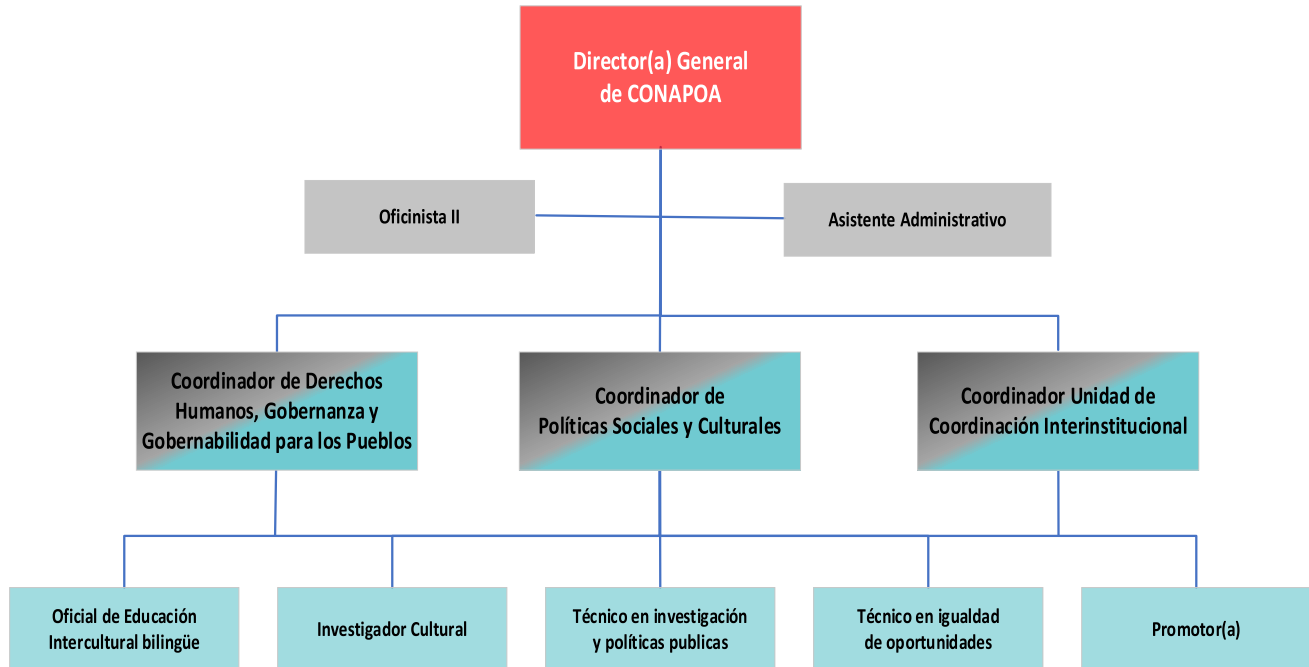 Director(a) General
de CONAPOA
Oficinista II
Asistente Administrativo
Coordinador de Derechos
Humanos, Gobernanza y
Gobernabilidad para los Pueblos
Coordinador de
Políticas Sociales y Culturales
Coordinador Unidad de
Coordinación Interinstitucional
Oficial de Educación
Intercultural bilingüe
Investigador Cultural
Técnico en investigación
y políticas publicas
Técnico en igualdad
de oportunidades
Promotor(a)